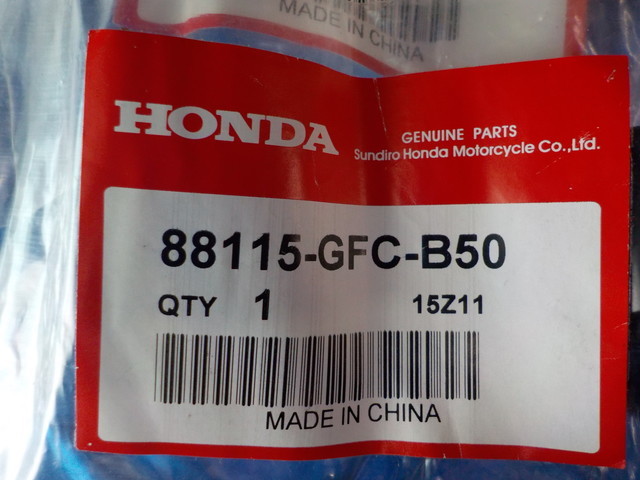 MADE IN CHINA
HONDA
GENUINE PARTS
Sundiro Honda Motorcycle Co.,Ltd.
88115-GFC-B50
QTY 1 15Z11
MADE IN CHINA